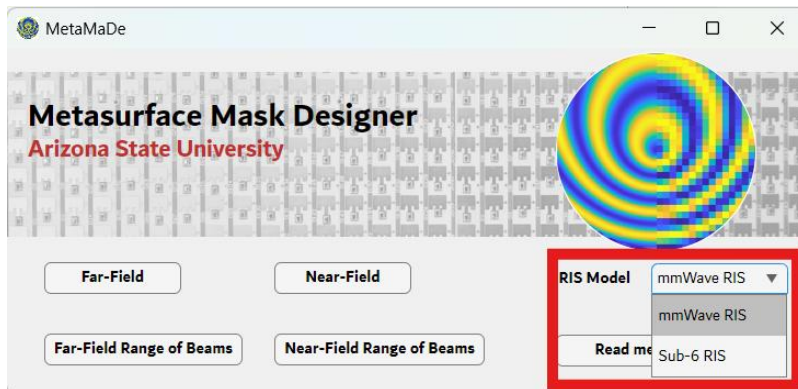 MetaMaDe
Metasurface Mask Designer
Arizona State University
Far-Field
Near-Field
RIS Model
mmWave RIS
mmWave RIS
Sub-6 RIS
Far-Field Range of Beams
Near-Field Range of Beams
Read me